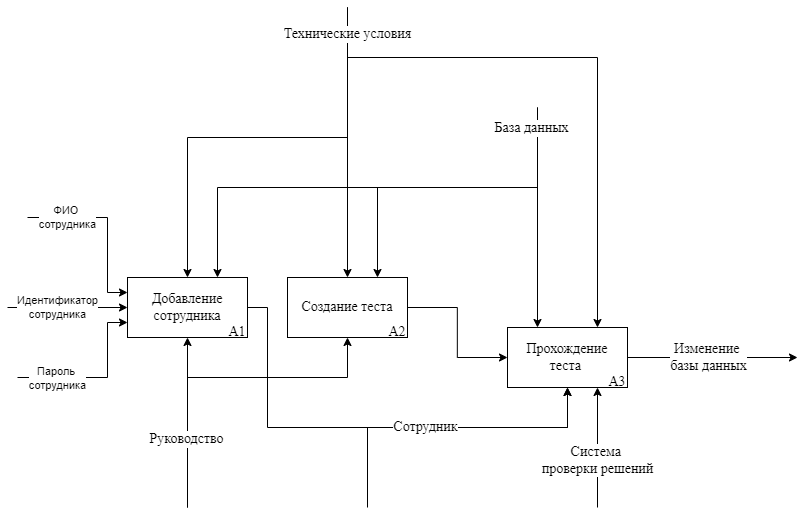 Технические условия
База данных
ФИО
сотрудника
Идентификатор
сотрудника
Пароль
сотрудника
Добавление
сотрудника
A1
Создание теста
A2
Прохождение
теста
A3
Изменение
базы данных
Руководство
Сотрудник
Система
проверки решений